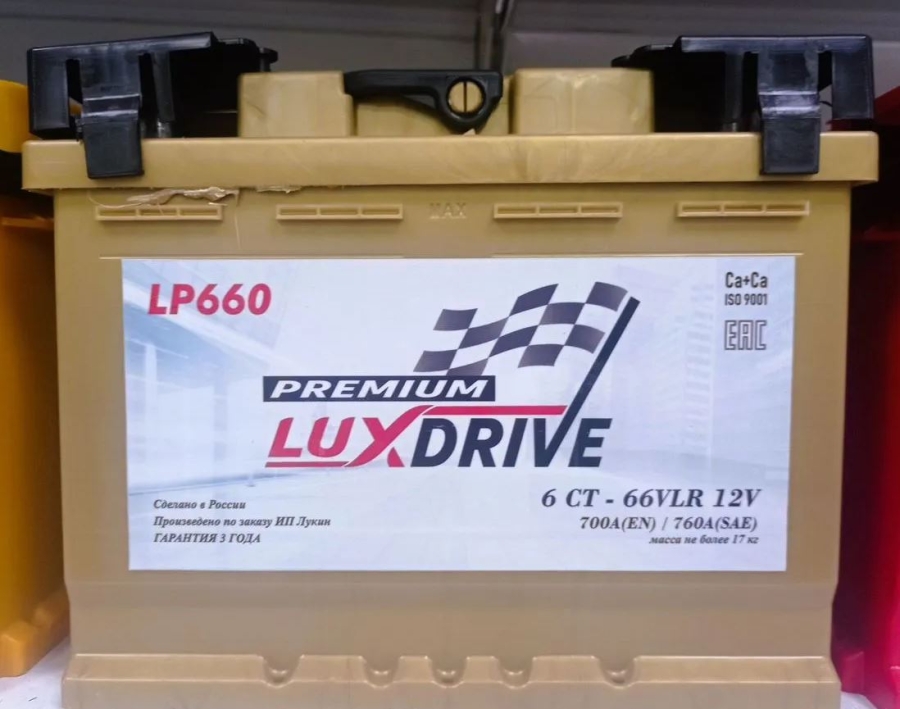 MAX
LP660
Ca+Ca
ISO 9001
EAC
PREMIUM
LUXDRIVE
6 СТ - 66VLR 12V
700A(EN) / 760A(SAE)
масса не более 17 кг
Сделано в России
Произведено по заказу ИП Лукин
ГАРАНТИЯ 3 ГОДА